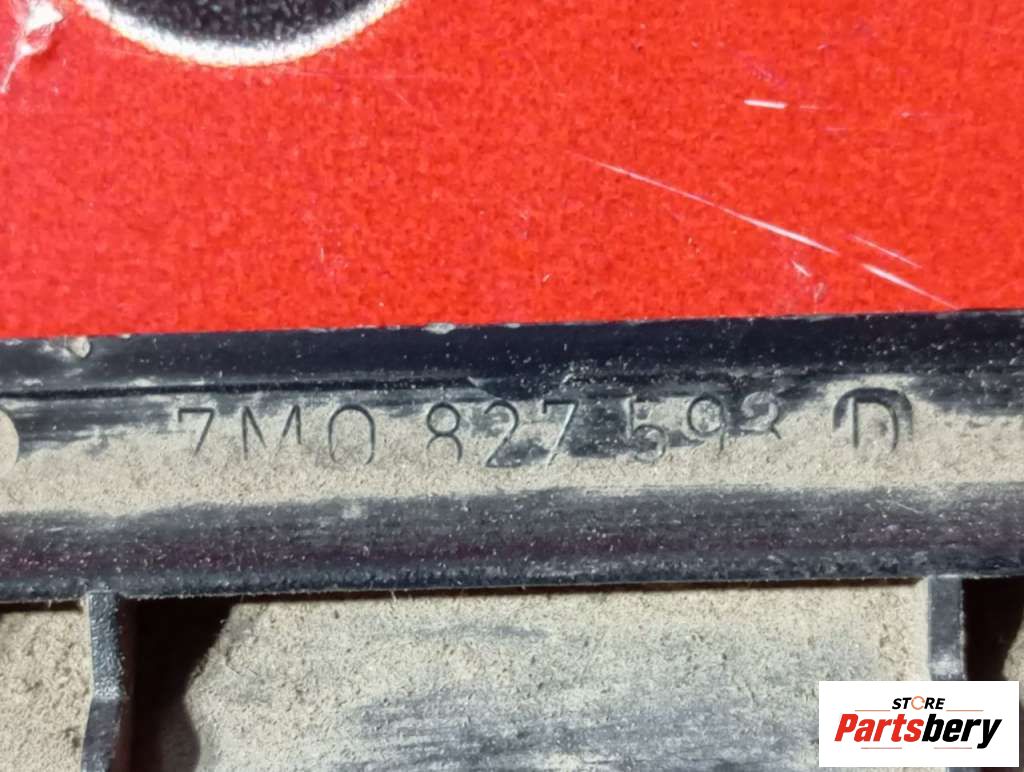 7M0 827 593 D
STORE
Partsbery